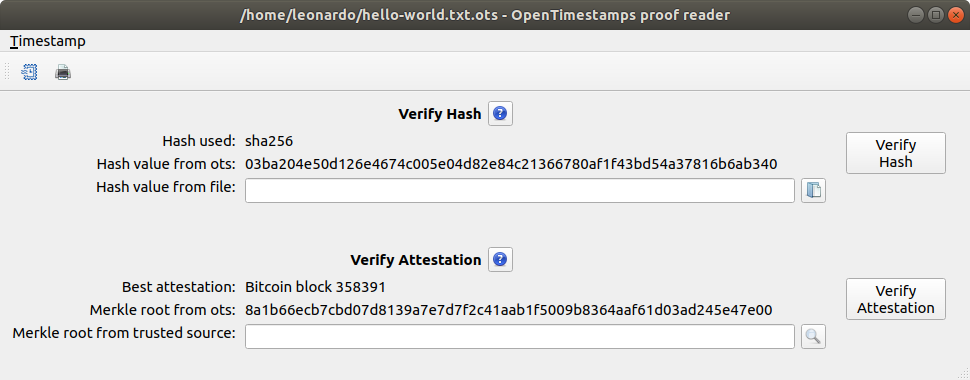 /home/leonardo/hello-world.txt.ots - OpenTimestamps proof reader
Timestamp
Verify Hash ?
Hash used: sha256
Hash value from ots: 03ba204e50d126e4674c005e04d82e84c21366780af1f43bd54a37816b6ab340
Hash value from file:
Verify
Hash
Verify Attestation ?
Best attestation: Bitcoin block 358391
Merkle root from ots: 8a1b66ecb7cbd07d8139a7e7d7f2c41aab1f5009b8364aaf61d03ad245e47e00
Merkle root from trusted source:
Verify
Attestation